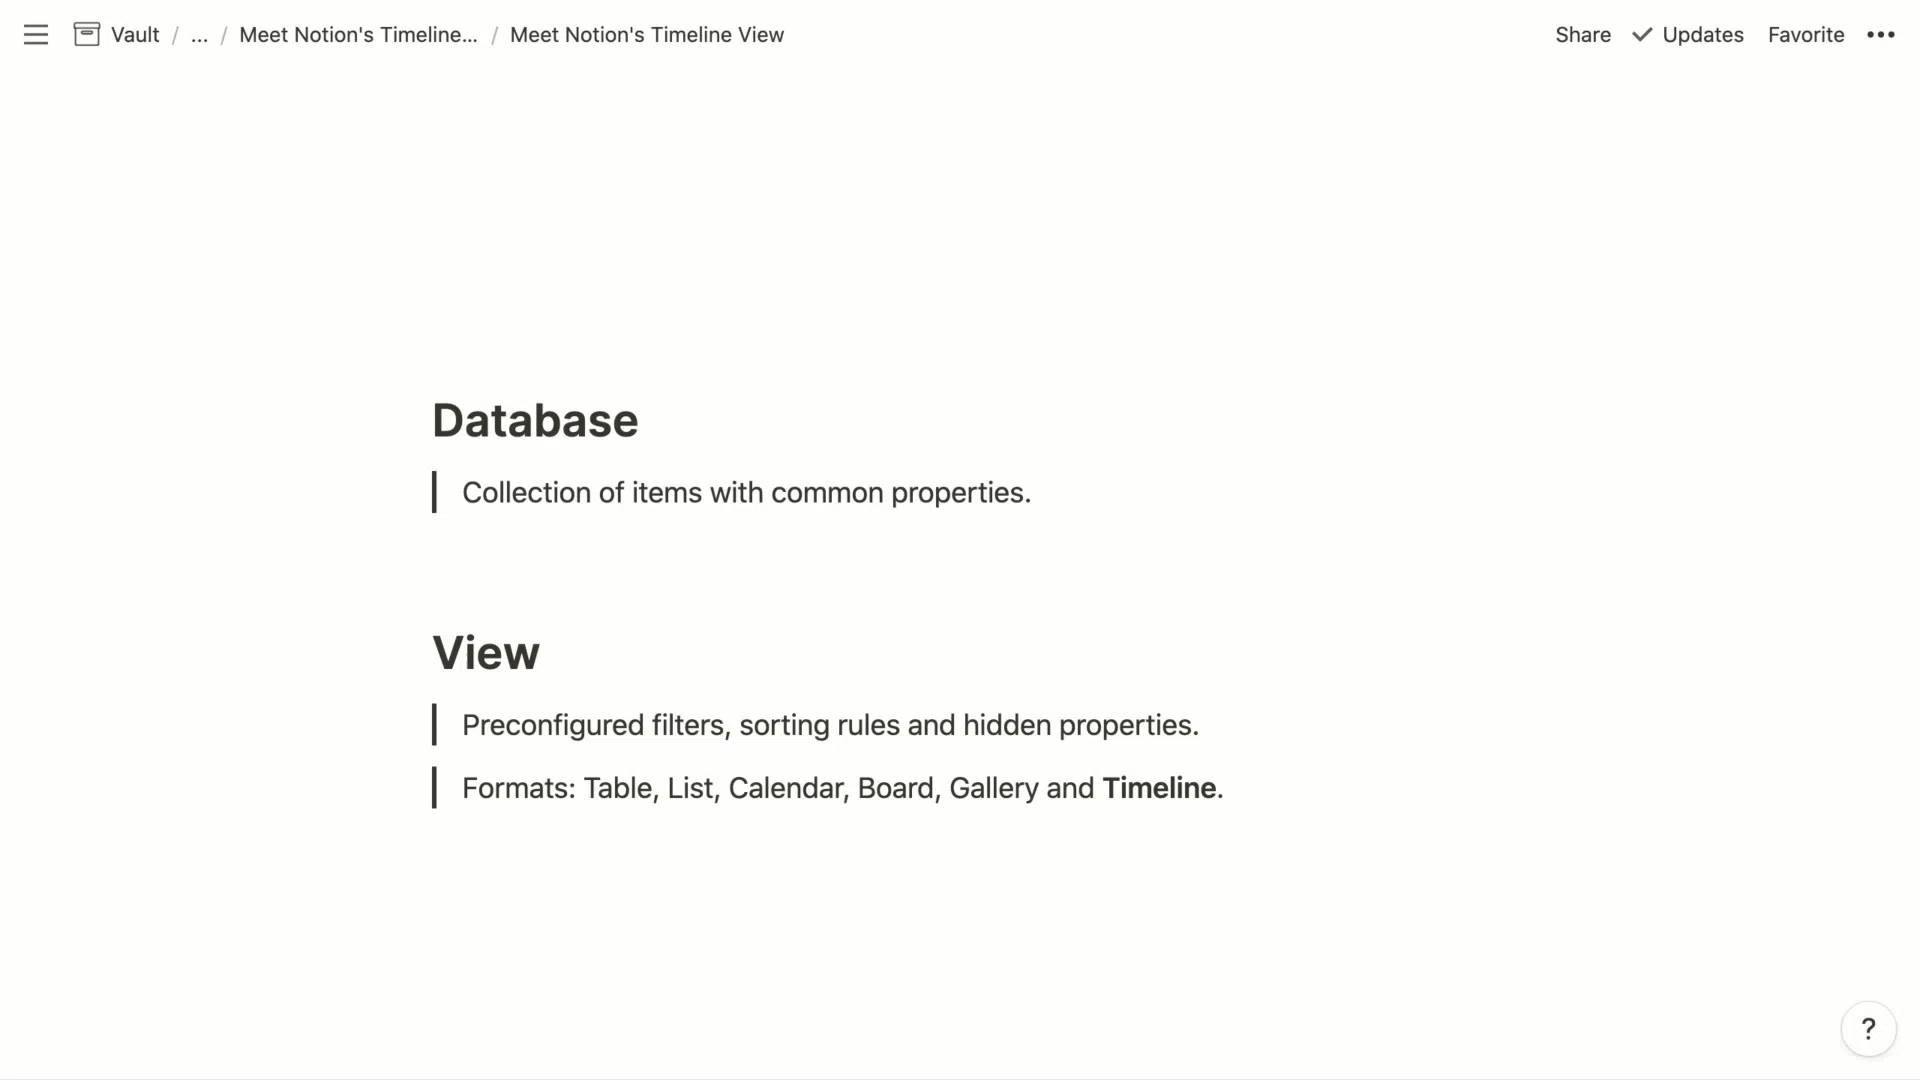 Vault / ... / Meet Notion's Timeline... / Meet Notion's Timeline View
Share Updates Favorite
Database
Collection of items with common properties.
View
Preconfigured filters, sorting rules and hidden properties.
Formats: Table, List, Calendar, Board, Gallery and Timeline.
?